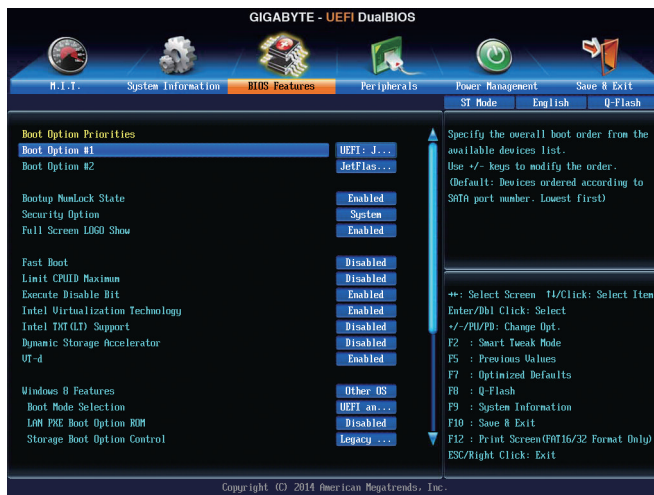 GIGABYTE - UEFI DualBIOS
M.I.T.
System Information
BIOS Features
Peripherals
Power Management
Save & Exit
ST Mode
English
Q-Flash
Boot Option Priorities
Boot Option #1 UEFI: J...
Boot Option #2 JetFlas...
Bootup NumLock State Enabled
Security Option System
Full Screen LOGO Show Enabled
Fast Boot Disabled
Limit CPUID Maximum Disabled
Execute Disable Bit Enabled
Intel Virtualization Technology Enabled
Intel TXT(LT) Support Disabled
Dynamic Storage Accelerator Disabled
VT-d Enabled
Windows 8 Features Other OS
Boot Mode Selection UEFI an...
LAN PXE Boot Option ROM Disabled
Storage Boot Option Control Legacy ...
Specify the overall boot order from the
available devices list.
Use +/- keys to modify the order.
(Default: Devices ordered according to
SATA port number. Lowest first)
↔: Select Screen ↑↓/Click: Select Item
Enter/Dbl Click: Select
+/-/PU/PD: Change Opt.
F2 : Smart Tweak Mode
F5 : Previous Values
F7 : Optimized Defaults
F8 : Q-Flash
F9 : System Information
F10 : Save & Exit
F12 : Print Screen(FAT16/32 Format Only)
ESC/Right Click: Exit
Copyright (C) 2014 American Megatrends, Inc.